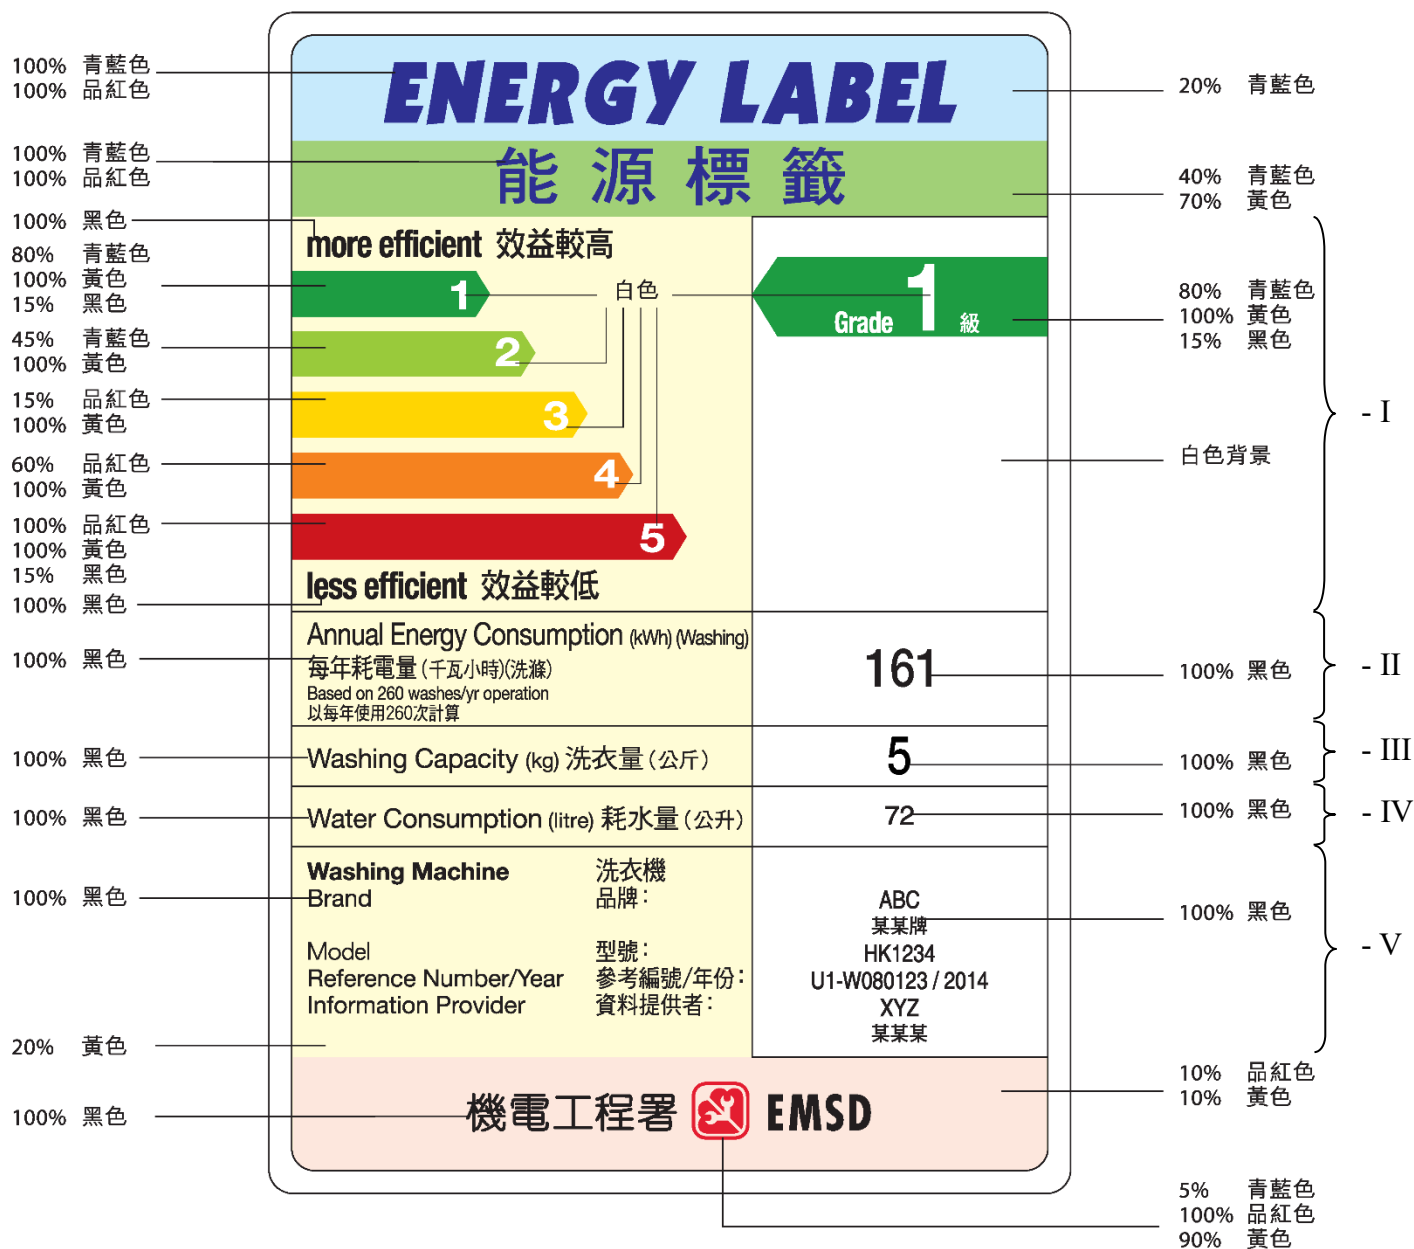 ENERGY LABEL
能源標籤
more efficient 效益較高
1
2
3
4
5
白色
less efficient 效益較低
Grade 1 級
Annual Energy Consumption (kWh) (Washing)
每年耗電量 (千瓦小時)(洗滌)
Based on 260 washes/yr operation
以每年使用260次計算
161
Washing Capacity (kg) 洗衣量 (公斤)
5
Water Consumption (litre) 耗水量 (公升)
72
Washing Machine 洗衣機
Brand 品牌：
ABC
某某牌
Model 型號：
HK1234
Reference Number/Year 參考編號/年份：
U1-W080123 / 2014
Information Provider 資料提供者：
XYZ
某某某
機電工程署 EMSD
100% 青藍色
100% 品紅色
100% 青藍色
100% 品紅色
100% 黑色
80% 青藍色
100% 黃色
15% 黑色
45% 青藍色
100% 黃色
15% 品紅色
100% 黃色
60% 品紅色
100% 黃色
100% 品紅色
100% 黃色
15% 黑色
100% 黑色
100% 黑色
100% 黑色
100% 黑色
100% 黑色
20% 黃色
100% 黑色
20% 青藍色
40% 青藍色
70% 黃色
80% 青藍色
100% 黃色
15% 黑色
白色背景
100% 黑色
100% 黑色
100% 黑色
100% 黑色
10% 品紅色
10% 黃色
5% 青藍色
100% 品紅色
90% 黃色
- I
- II
- III
- IV
- V